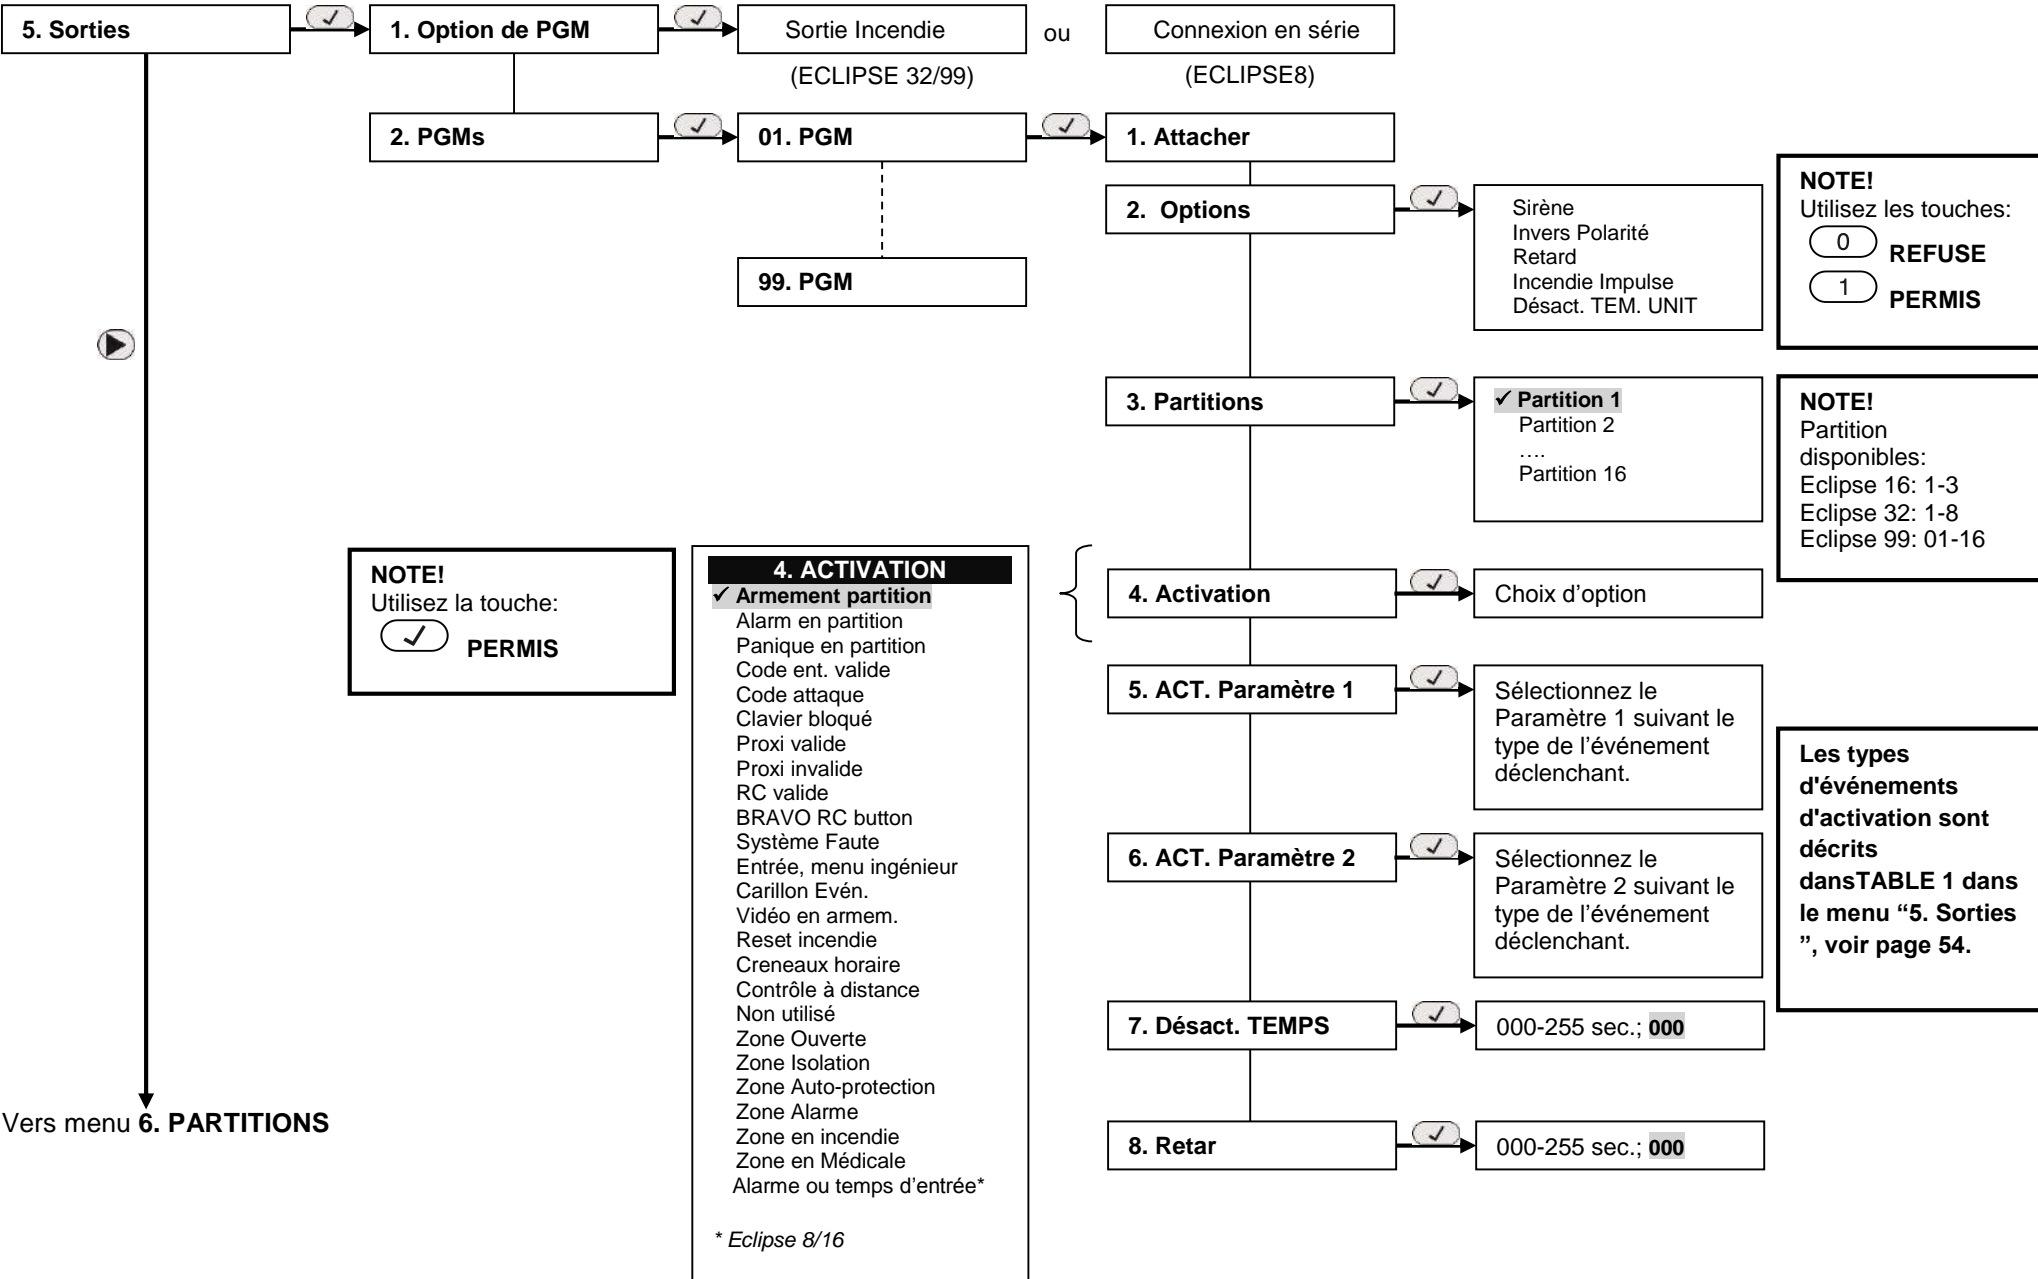 5. Sorties
1. Option de PGM
Sortie Incendie
ou
Connexion en série
(ECLIPSE 32/99)
(ECLIPSE8)
2. PGMs
01. PGM
1. Attacher
99. PGM
2. Options
Sirène
Invers Polarité
Retard
Incendie Impulse
Désact. TEM. UNIT
NOTE!
Utilisez les touches:
0 REFUSE
1 PERMIS
3. Partitions
✓ Partition 1
Partition 2
….
Partition 16
NOTE!
Partition
disponibles:
Eclipse 16: 1-3
Eclipse 32: 1-8
Eclipse 99: 01-16
NOTE!
Utilisez la touche:
✓ PERMIS
4. ACTIVATION
✓ Armement partition
Alarm en partition
Panique en partition
Code ent. valide
Code attaque
Clavier bloqué
Proxi valide
Proxi invalide
RC valide
BRAVO RC button
Système Faute
Entrée, menu ingénieur
Carillon Evén.
Vidéo en armem.
Reset incendie
Creneaux horaire
Contrôle à distance
Non utilisé
Zone Ouverte
Zone Isolation
Zone Auto-protection
Zone Alarme
Zone en incendie
Zone en Médicale
Alarme ou temps d’entrée*
* Eclipse 8/16
4. Activation
Choix d’option
5. ACT. Paramètre 1
Sélectionnez le
Paramètre 1 suivant le
type de l’événement
déclenchant.
6. ACT. Paramètre 2
Sélectionnez le
Paramètre 2 suivant le
type de l’événement
déclenchant.
Les types
d'événements
d'activation sont
décrits
dansTABLE 1 dans
le menu “5. Sorties
”, voir page 54.
7. Désact. TEMPS
000-255 sec.; 000
8. Retar
000-255 sec.; 000
Vers menu 6. PARTITIONS